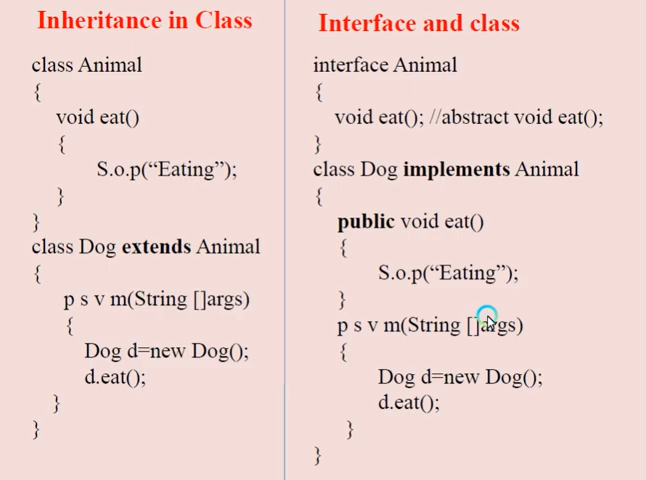 Inheritance in Class
class Animal
{
void eat()
{
S.o.p(“Eating”);
}
}
class Dog extends Animal
{
p s v m(String []args)
{
Dog d=new Dog();
d.eat();
}
}
Interface and class
interface Animal
{
void eat(); //abstract void eat();
}
class Dog implements Animal
{
public void eat()
{
S.o.p(“Eating”);
}
p s v m(String []args)
{
Dog d=new Dog();
d.eat();
}
}